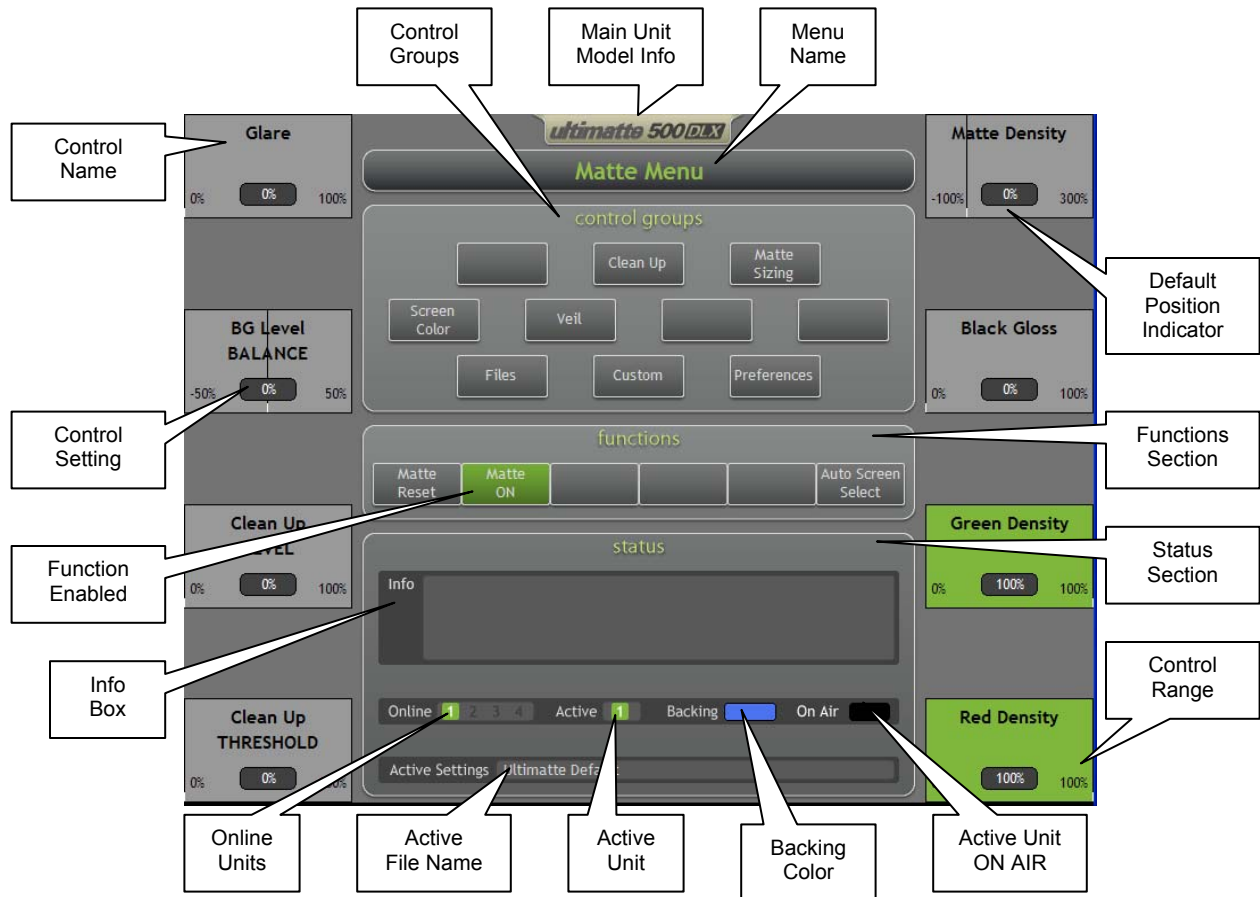 Control
Groups
Main Unit
Model Info
Menu
Name
Control
Name
Glare
0%
0%
100%
ultimatte 500 DLX
Matte Menu
Matte Density
-100%
0%
300%
control groups
Clean Up
Matte
Sizing
Screen
Color
Veil
Files
Custom
Preferences
Default
Position
Indicator
BG Level
BALANCE
-50%
0%
50%
Black Gloss
0%
0%
100%
Control
Setting
functions
Matte
Reset
Matte
ON
Auto Screen
Select
Functions
Section
Clean Up
0%
0%
100%
Green Density
0%
100%
100%
Function
Enabled
status
Info
Status
Section
Info
Box
Control
Range
Clean Up
THRESHOLD
0%
0%
Online 1 2 3 4 Active 1 Backing On Air
Active Settings Ultimatte Default
Red Density
100%
100%
Online
Units
Active
File Name
Active
Unit
Backing
Color
Active Unit
ON AIR